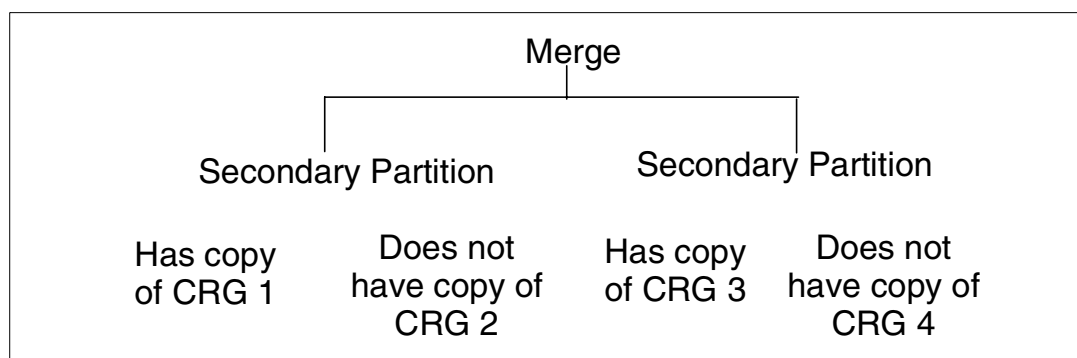 Merge
Secondary Partition
Secondary Partition
Has copy
of CRG 1
Does not
have copy of
CRG 2
Has copy
of CRG 3
Does not
have copy of
CRG 4